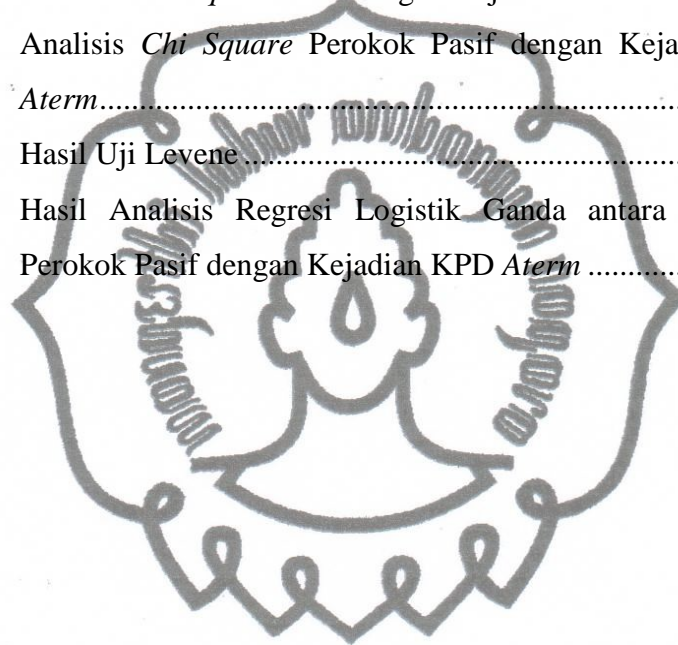 Analisis Chi Square Perokok Pasif dengan Keja
Aterm..........................................................................
Hasil Uji Levene..........................................................
Hasil Analisis Regresi Logistik Ganda antara
Perokok Pasif dengan Kejadian KPD Aterm ...............